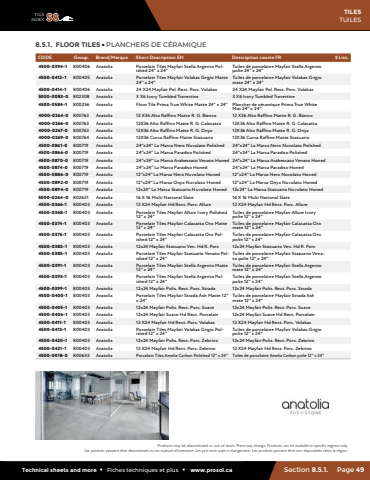 TOUS
INDEX
50
TILES
TUILES
8.5.1. FLOOR TILES • PLANCHERS DE CÉRAMIQUE
CODE Group. Brand/Marque Short Description EN Description courte FR $ List.
4500-0394-1 800406 Anatolia Porcelain Tiles Mayfair Stella Argento Pol- Tuiles de porcelaine Mayfair Stella Argento
ished 24" x 24" polie 24" x 24"
4500-0412-1 800405 Anatolia Porcelain Tiles Mayfair Volakas Grigio Matte Tuiles de porcelaine Mayfair Volakas Grigio
24" x 24" mate 24" x 24"
4500-0414-1 800406 Anatolia 24 X24 Mayfair Pol. Rect. Porc. Volakas 24 X24 Mayfair Pol. Rect. Porc. Volakas
5000-0085-0 802308 Anatolia 3 X6 Ivory Tumbled Travertine 3 X6 Ivory Tumbled Travertine
4500-0584-1 800256 Anatolia Floor Tile Prima True White Matte 24" x 24" Plancher de céramique Prima True White
Mat 24" x 24"
4000-0264-0 800763 Anatolia 12 X36 Alto Raffino Matte R. G. Bianco 12 X36 Alto Raffino Matte R. G. Bianco
4000-0266-0 800763 Anatolia 12X36 Alto Raffino Matte R. G. Calacatta 12X36 Alto Raffino Matte R. G. Calacatta
4000-0267-0 800763 Anatolia 12X36 Alto Raffino Matte R. G. Onyx 12X36 Alto Raffino Matte R. G. Onyx
4000-0269-0 800764 Anatolia 12X36 Curva Raffino Matte Statuario 12X36 Curva Raffino Matte Statuario
4500-0861-0 800719 Anatolia 24"x24" La Marca Nero Nuvolato Polished 24"x24" La Marca Nero Nuvolato Polished
4500-0866-0 800719 Anatolia 24"x24" La Marca Paradiso Polished 24"x24" La Marca Paradiso Polished
4500-0870-0 800719 Anatolia 24"x24" La Marca Arabescato Venato Honed 24"x24" La Marca Arabescato Venato Honed
4500-0874-0 800719 Anatolia 24"x24" La Marca Paradiso Honed 24"x24" La Marca Paradiso Honed
4500-0886-0 800719 Anatolia 12"x24" La Marca Nero Nuvolato Honed 12"x24" La Marca Nero Nuvolato Honed
4500-0892-0 800719 Anatolia 12"x24" La Marca Onyx Nuvolato Honed 12"x24" La Marca Onyx Nuvolato Honed
4500-0894-0 800719 Anatolia 12x24" La Marca Statuario Nuvolato Honed 12x24" La Marca Statuario Nuvolato Honed
5000-0264-0 802621 Anatolia 16 X 16 Multi National Slate 16 X 16 Multi National Slate
4500-0366-1 800403 Anatolia 12 X24 Mayfair Hd Rect. Porc. Allure 12 X24 Mayfair Hd Rect. Porc. Allure
4500-0368-1 800403 Anatolia Porcelain Tiles Mayfair Allure Ivory Polished Tuiles de porcelaine Mayfair Allure Ivory
12" x 24" polie 12" x 24"
4500-0374-1 800403 Anatolia Porcelain Tiles Mayfair Calacatta Oro Matte Tuiles de porcelaine Mayfair Calacatta Oro
12" x 24" mate 12" x 24"
4500-0376-1 800403 Anatolia Porcelain Tiles Mayfair Calacatta Oro Pol- Tuiles de porcelaine Mayfair Calacatta Oro
ished 12" x 24" polie 12" x 24"
4500-0383-1 800403 Anatolia 12x24 Mayfair Statuario Ven. Hd R. Porc 12x24 Mayfair Statuario Ven. Hd R. Porc
4500-0385-1 800403 Anatolia Porcelain Tiles Mayfair Statuario Venato Pol- Tuiles de porcelaine Mayfair Statuario Vena-
ished 12" x 24" to polie 12" x 24"
4500-0391-1 800403 Anatolia Porcelain Tiles Mayfair Stella Argento Matte Tuiles de porcelaine Mayfair Stella Argento
12" x 24" mate 12" x 24"
4500-0393-1 800403 Anatolia Porcelain Tiles Mayfair Stella Argento Pol- Tuiles de porcelaine Mayfair Stella Argento
ished 12" x 24" polie 12" x 24"
4500-0399-1 800403 Anatolia 12x24 Mayfair Polis. Rect. Porc. Strada 12x24 Mayfair Polis. Rect. Porc. Strada
4500-0400-1 800403 Anatolia Porcelain Tiles Mayfair Strada Ash Matte 12" Tuiles de porcelaine Mayfair Strada Ash
x 24" mate 12" x 24"
4500-0405-1 800403 Anatolia 12x24 Mayfair Polis. Rect. Porc. Suave 12x24 Mayfair Polis. Rect. Porc. Suave
4500-0406-1 800403 Anatolia 12x24 Mayfair Suave Hd Rect. Porcelain 12x24 Mayfair Suave Hd Rect. Porcelain
4500-0411-1 800403 Anatolia 12 X24 Mayfair Hd Rect. Porc. Volakas 12 X24 Mayfair Hd Rect. Porc. Volakas
4500-0413-1 800403 Anatolia Porcelain Tiles Mayfair Volakas Grigio Pol- Tuiles de porcelaine Mayfair Volakas Grigio
ished 12" x 24" polie 12" x 24"
4500-0420-1 800403 Anatolia 12x24 Mayfair Polis. Rect. Porc. Zebrino 12x24 Mayfair Polis. Rect. Porc. Zebrino
4500-0421-1 800403 Anatolia 12 X24 Mayfair Hd Rect. Porc. Zebrino 12 X24 Mayfair Hd Rect. Porc. Zebrino
4500-0018-0 800633 Anatolia Porcelain Tiles Amelia Carbon Polished 12" x 24" Tuiles de porcelaine Amelia Carbon polie 12" x 24"
anatolia
TILE + STONE
Products may be discontinued or out of stock. Price may change. Products can be available in specific regions only.
Les produits peuvent être discontinués ou en rupture d'inventaire. Les prix sont sujet à changement. Les produits peuvent être non disponibles selon la région.
Technical sheets and more • Fiches techniques et plus • www.prosol.ca
Section 8.5.1. Page 49